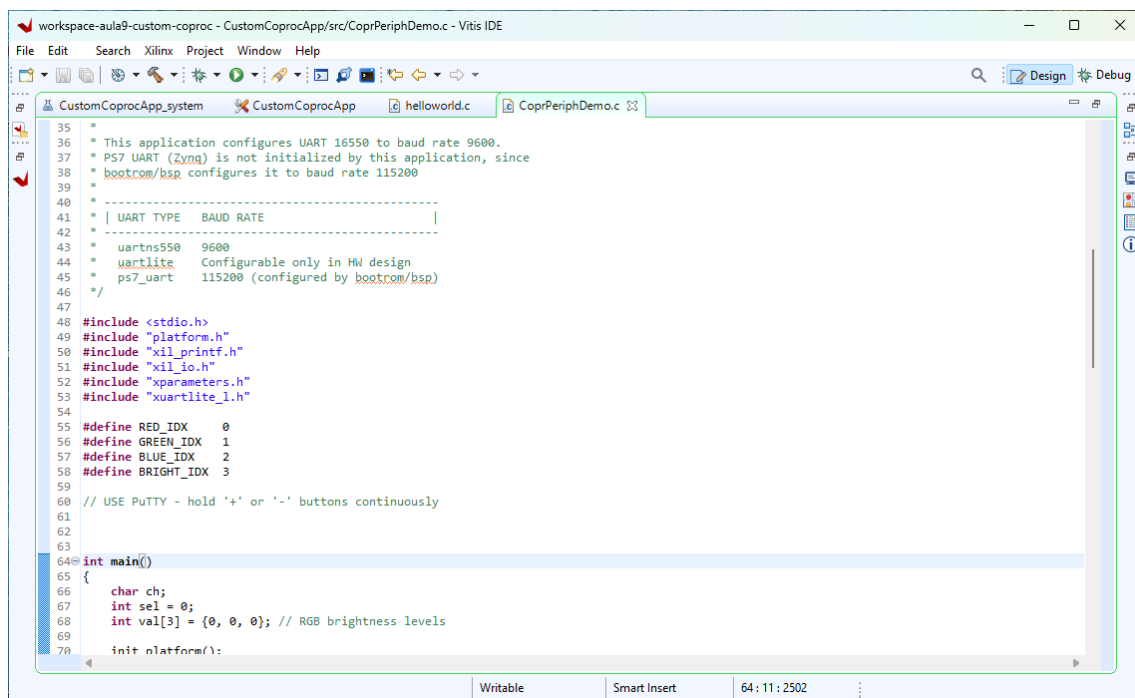 workspace-aula9-custom-coproc - CustomCoprocApp/src/CoprPeriphDemo.c - Vitis IDE
File Edit Search Xilinx Project Window Help
Design Debug
CustomCoprocApp_system CustomCoprocApp helloworld.c CoprPeriphDemo.c
35 *
36 * This application configures UART 16550 to baud rate 9600.
37 * PS7 UART (Zynq) is not initialized by this application, since
38 * bootrom/bsp configures it to baud rate 115200
39 *
40 * ------------------------------------------------
41 * | UART TYPE   BAUD RATE                        |
42 * ------------------------------------------------
43 *   uartns550   9600
44 *   uartlite    Configurable only in HW design
45 *   ps7_uart    115200 (configured by bootrom/bsp)
46 */
47
48 #include <stdio.h>
49 #include "platform.h"
50 #include "xil_printf.h"
51 #include "xil_io.h"
52 #include "xparameters.h"
53 #include "xuartlite_l.h"
54
55 #define RED_IDX    0
56 #define GREEN_IDX  1
57 #define BLUE_IDX   2
58 #define BRIGHT_IDX 3
59
60 // USE PuTTY - hold '+' or '-' buttons continuously
61
62
63
64 int main()
65 {
66     char ch;
67     int sel = 0;
68     int val[3] = {0, 0, 0}; // RGB brightness levels
69
70     init_platform();
Writable Smart Insert 64 : 11 : 2502